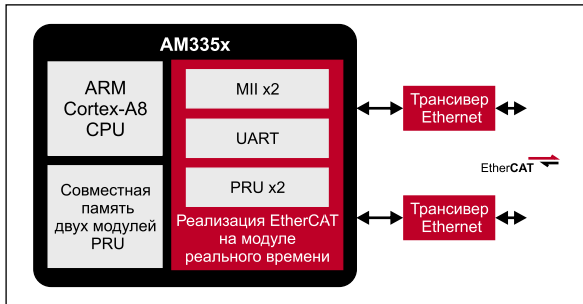 AM335x
ARM
Cortex-A8
CPU
Совместная
память
двух модулей
PRU
MII x2
UART
PRU x2
Реализация EtherCAT
на модуле
реального времени
Трансивер
Ethernet
EtherCAT
Трансивер
Ethernet